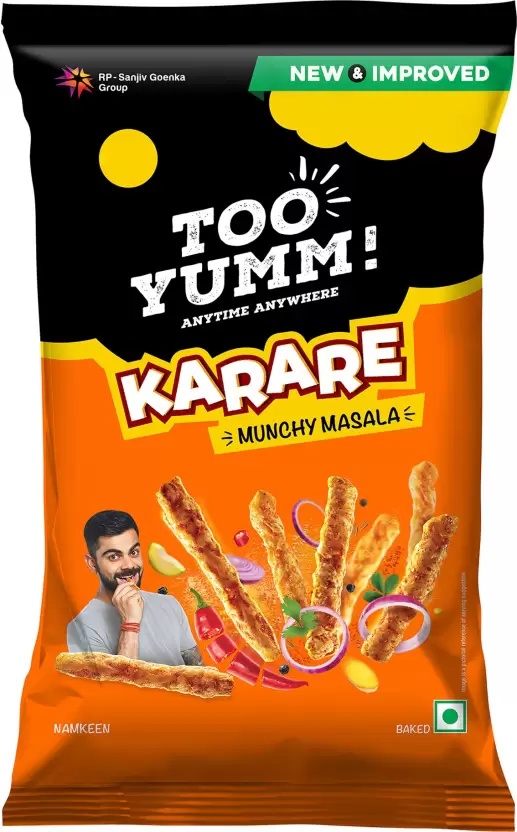 RP - Sanjiv Goenka
Group
NEW & IMPROVED
TOO
YUMM!
ANYTIME ANYWHERE
KARARE
MUNCHY MASALA
NAMKEEN
BAKED